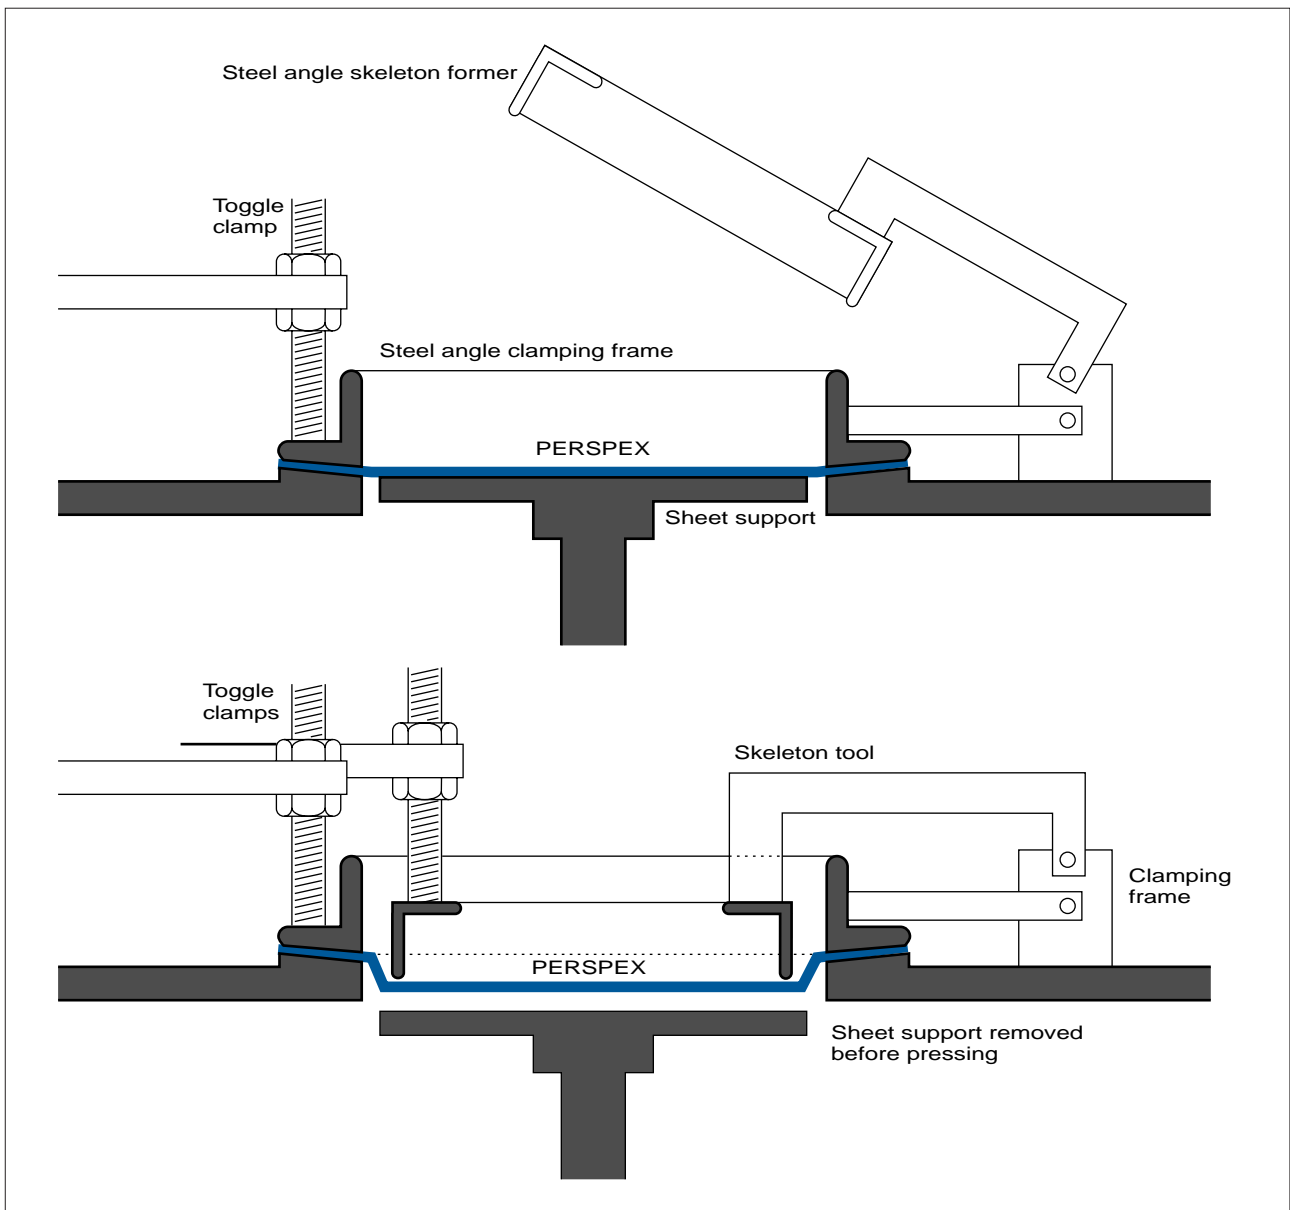 Steel angle skeleton former
Toggle
clamp
Steel angle clamping frame
PERSPEX
Sheet support
Toggle
clamps
Skeleton tool
Clamping
frame
PERSPEX
Sheet support removed
before pressing